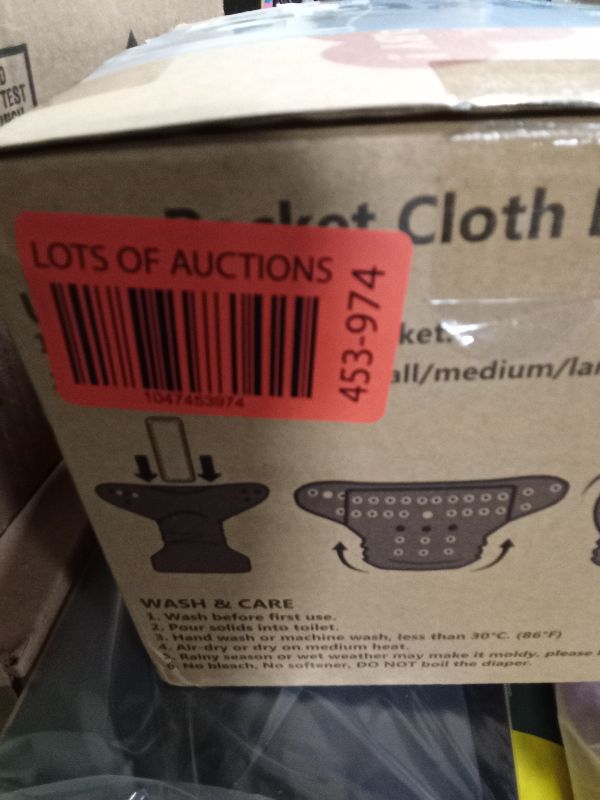 TEST
Pocket Cloth
LOTS OF AUCTIONS
453-974
1047453974
ket.
all/medium/lar
WASH & CARE
1. Wash before first use.
2. Pour solids into toilet.
3. Hand wash or machine wash, less than 30°C. (86°F)
4. Air-dry or dry on medium heat.
5. Rainy season or wet weather may make it moldy. please
6. No bleach, No softener, DO NOT boil the diaper.